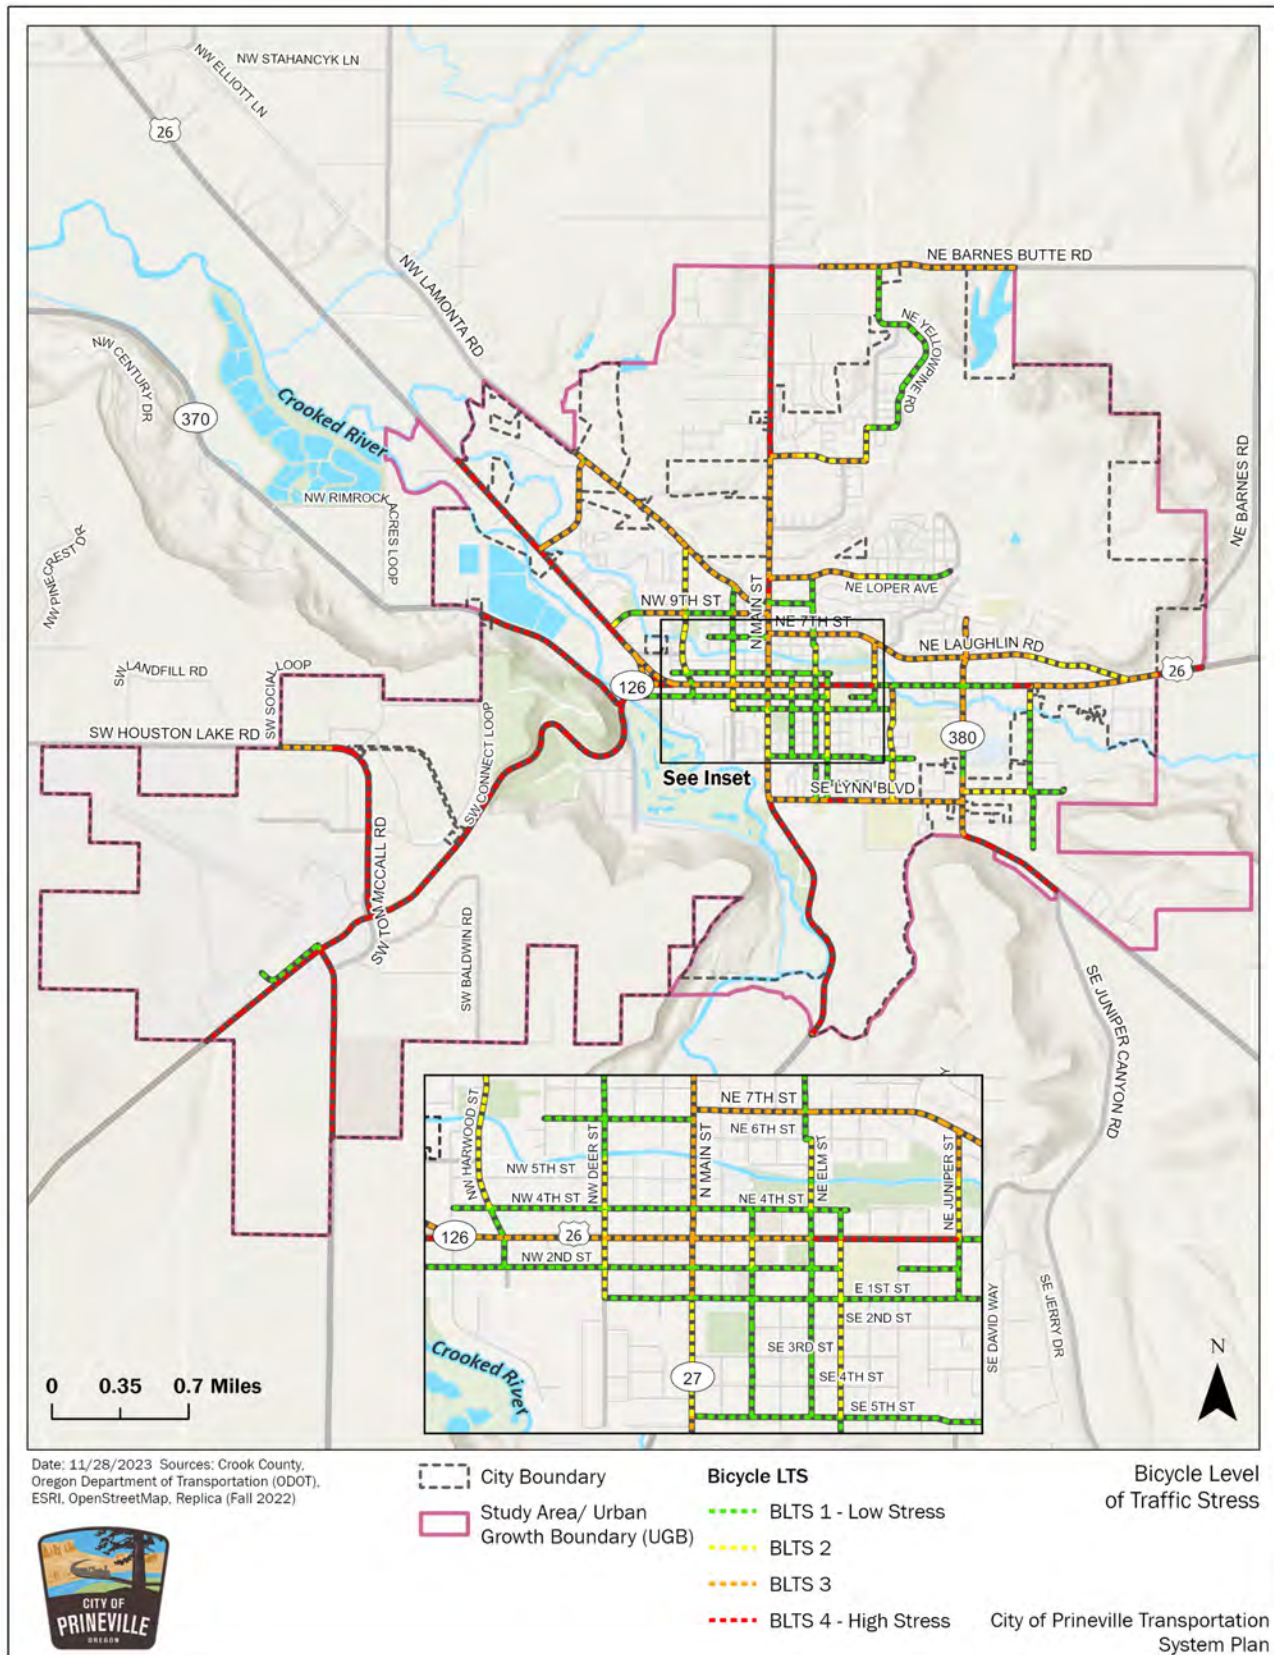 NW STAHANCYK LN
NW ELLIOTT LN
26
NE BARNES BUTTE RD
NW LAMONTA RD
NE YELLOWPINE RD
NW CENTURY DR
370
Crooked River
NE BARNES RD
NW RIMROCK
ACRES LOOP
NW PINECREST DR
N MAIN ST
NE LOPER AVE
NW 9TH ST
NE 7TH ST
NE LAUGHLIN RD
26
SW LANDFILL RD
SW SOCIAL LOOP
126
SW HOUSTON LAKE RD
SW CONNECT LOOP
380
See Inset
SE LYNN BLVD
SW TOM MCCALL RD
SW BALDWIN RD
SE JUNIPER CANYON RD
NW HARWOOD ST
NW DEER ST
N MAIN ST
NE 7TH ST
NE 6TH ST
NE ELM ST
NE JUNIPER ST
NW 5TH ST
NW 4TH ST
NE 4TH ST
126
26
NW 2ND ST
E 1ST ST
SE 2ND ST
SE 3RD ST
SE 4TH ST
SE 5TH ST
27
Crooked River
SE DAVID WAY
SE JERRY DR
N
0 0.35 0.7 Miles
Date: 11/28/2023 Sources: Crook County,
Oregon Department of Transportation (ODOT),
ESRI, OpenStreetMap, Replica (Fall 2022)
CITY OF
PRINEVILLE
OREGON
City Boundary
Study Area/ Urban
Growth Boundary (UGB)
Bicycle LTS
BLTS 1 - Low Stress
BLTS 2
BLTS 3
BLTS 4 - High Stress
Bicycle Level
of Traffic Stress
City of Prineville Transportation
System Plan